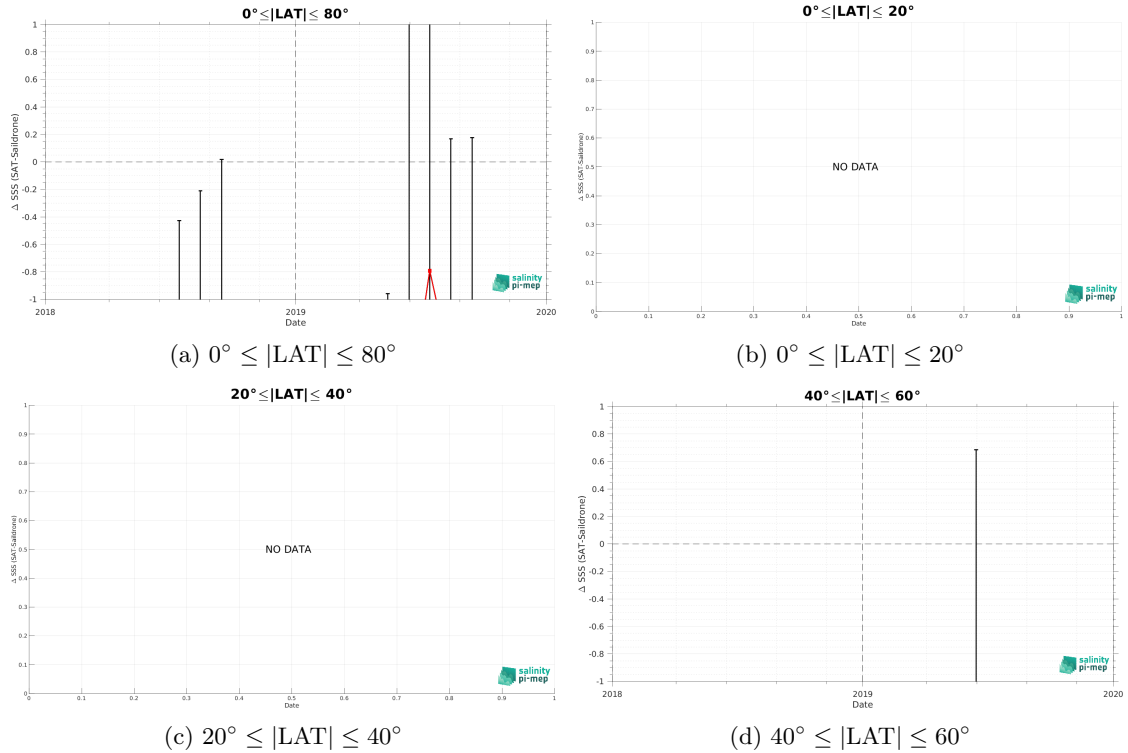 0°≤|LAT|≤ 80°
1
0.8
0.6
0.4
0.2
0
-0.2
-0.4
-0.6
-0.8
-1
Δ SSS (SAT-Saildrone)
2018
2019
2020
Date
salinity
pi-mep
(a) 0° ≤ |LAT| ≤ 80°
0°≤|LAT|≤ 20°
1
0.9
0.8
0.7
0.6
0.5
0.4
0.3
0.2
0.1
0
Δ SSS (SAT-Saildrone)
NO DATA
0 0.1 0.2 0.3 0.4 0.5 0.6 0.7 0.8 0.9 1
Date
salinity
pi-mep
(b) 0° ≤ |LAT| ≤ 20°
20°≤|LAT|≤ 40°
1
0.9
0.8
0.7
0.6
0.5
0.4
0.3
0.2
0.1
0
Δ SSS (SAT-Saildrone)
NO DATA
0 0.1 0.2 0.3 0.4 0.5 0.6 0.7 0.8 0.9 1
Date
salinity
pi-mep
(c) 20° ≤ |LAT| ≤ 40°
40°≤|LAT|≤ 60°
1
0.8
0.6
0.4
0.2
0
-0.2
-0.4
-0.6
-0.8
-1
Δ SSS (SAT-Saildrone)
2018
2019
2020
Date
salinity
pi-mep
(d) 40° ≤ |LAT| ≤ 60°